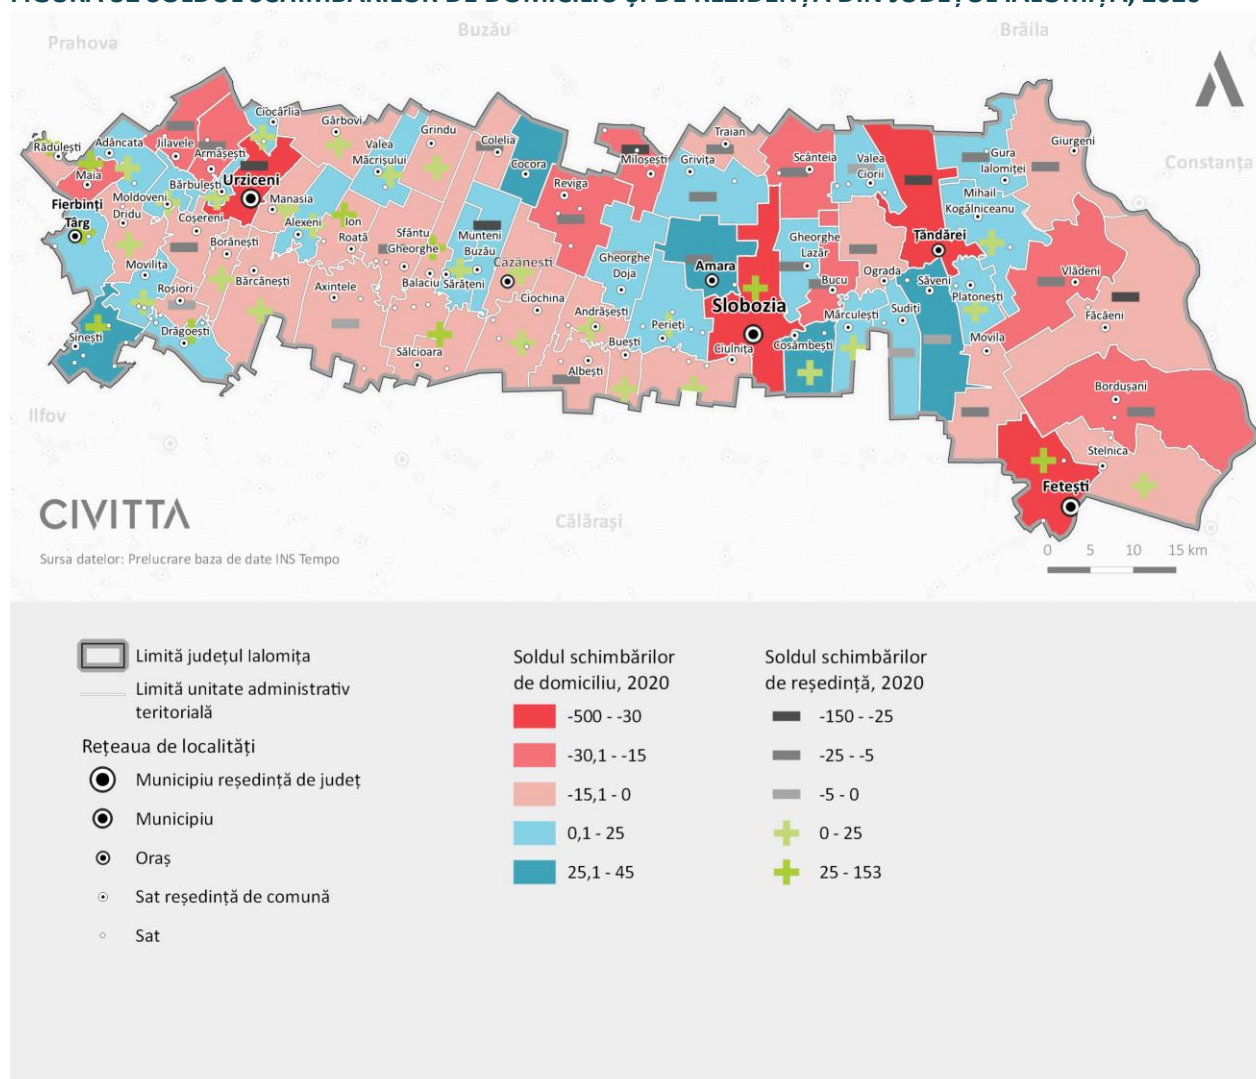 Prahova
Buzău
Brăila
Constanța
Ilfov
Călărași
Rădulești
Adâncata
Maia
Jilavele
Armășești
Ciocârlia
Gârbovi
Bărbulești
Urziceni
Moldoveni
Fierbinți
Târg
Dridu
Coșereni
Manasia
Alexeni
Ion
Roată
Valea
Măcrișului
Grindu
Colelia
Cocora
Borănești
Movilița
Roșiori
Bărcănești
Axintele
Sfântu
Gheorghe
Balaciu
Sărățeni
Munteni
Buzău
Căzănești
Ciochina
Sinești
Drăgoești
Sălcioara
Reviga
Miloșești
Grivița
Traian
Gheorghe
Doja
Andrășești
Perieți
Buești
Albești
Amara
Slobozia
Ciulnița
Cosâmbești
Scânteia
Valea
Ciorii
Gheorghe
Lazăr
Bucu
Mărculești
Ograda
Sudiți
Săveni
Țăndărei
Mihail
Kogălniceanu
Gura
Ialomiței
Giurgeni
Platonești
Vlădeni
Făcăeni
Movila
Bordușani
Stelnica
Fetești
CIVITTA
Sursa datelor: Prelucrare baza de date INS Tempo
0 5 10 15 km
Limită județul Ialomița
Limită unitate administrativ
teritorială
Rețeaua de localități
Municipiu reședință de județ
Municipiu
Oraș
Sat reședință de comună
Sat
Soldul schimbărilor
de domiciliu, 2020
-500 - -30
-30,1 - -15
-15,1 - 0
0,1 - 25
25,1 - 45
Soldul schimbărilor
de reședință, 2020
-150 - -25
-25 - -5
-5 - 0
0 - 25
25 - 153